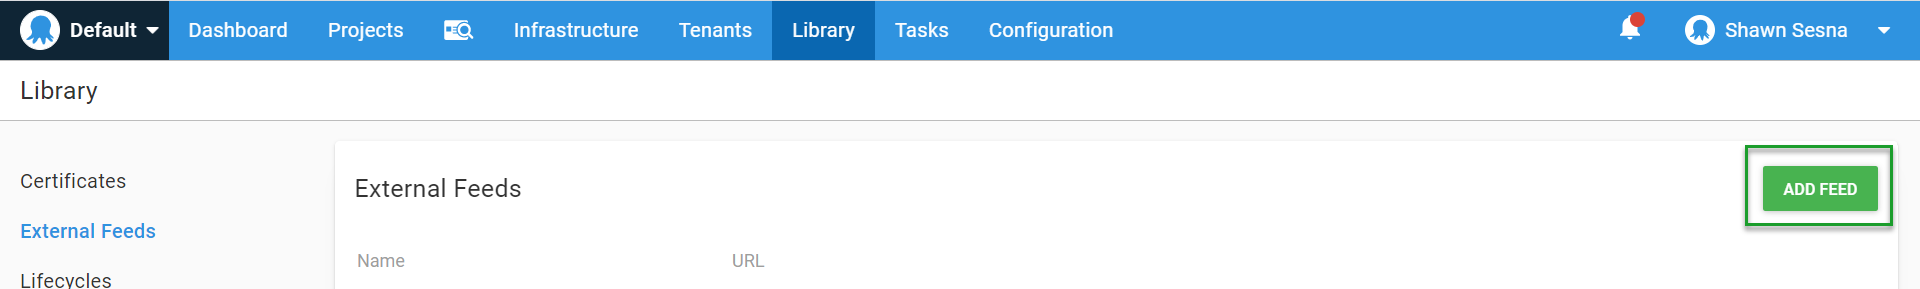 Default Dashboard Projects Infrastructure Tenants Library Tasks Configuration Shawn Sesna
Library
Certificates
External Feeds
Lifecycles
External Feeds
ADD FEED
Name URL